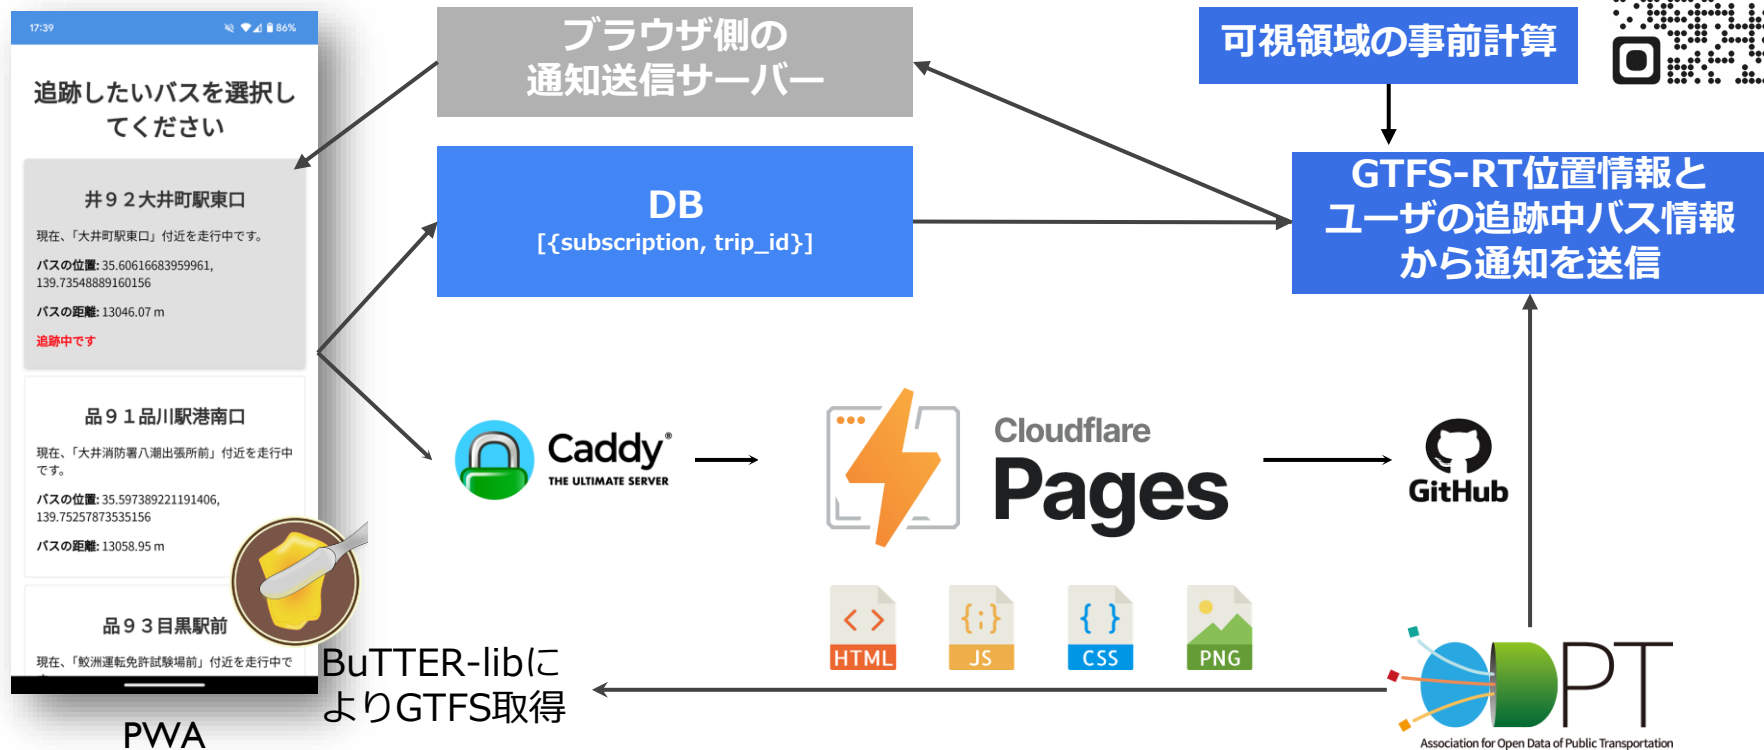 17:39
86%
追跡したいバスを選択し
てください
井９２大井町駅東口
現在、「大井町駅東口」付近を走行中です。
バスの位置: 35.60616683959961,
139.73548889160156
バスの距離: 13046.07 m
追跡中です
品９１品川駅港南口
現在、「大井消防署八潮出張所前」付近を走行中
です。
バスの位置: 35.597389221191406,
139.75257873535156
バスの距離: 13058.95 m
品９３目黒駅前
現在、「鮫洲運転免許試験場前」付近を走行中で
PWA
ブラウザ側の
通知送信サーバー
DB
[{subscription, trip_id}]
可視領域の事前計算
GTFS-RT位置情報と
ユーザの追跡中バス情報
から通知を送信
Caddy®
THE ULTIMATE SERVER
Cloudflare
Pages
GitHub
HTML
JS
CSS
PNG
BuTTER-libに
よりGTFS取得
ODPT
Association for Open Data of Public Transportation